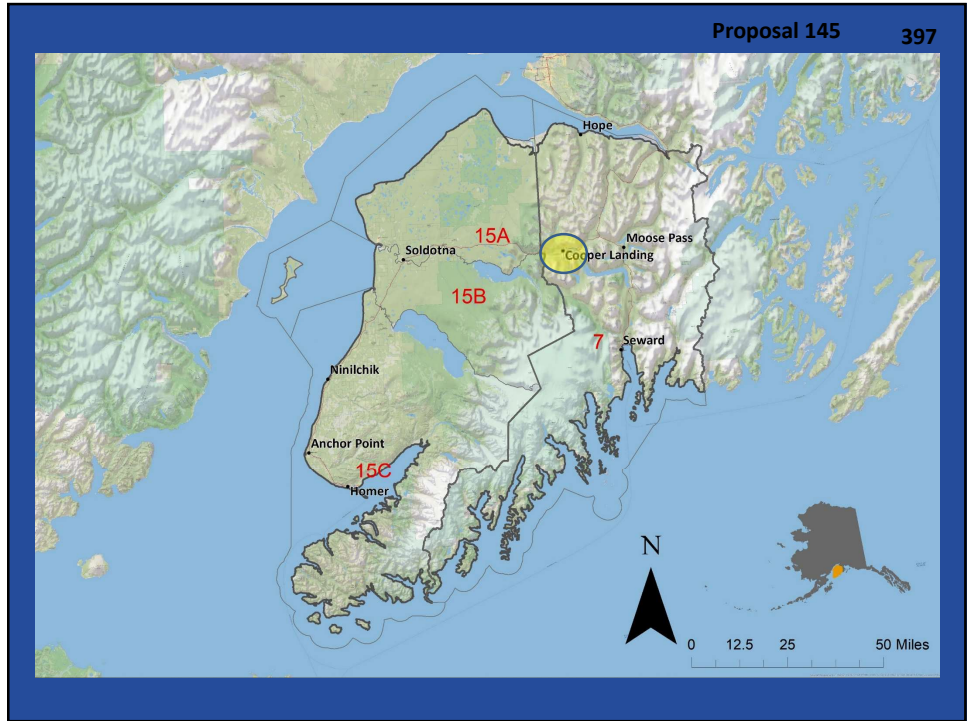 Proposal 145
397
Hope
15A
Moose Pass
Cooper Landing
Soldotna
15B
7
Seward
Ninilchik
Anchor Point
15C
Homer
N
0 12.5 25 50 Miles